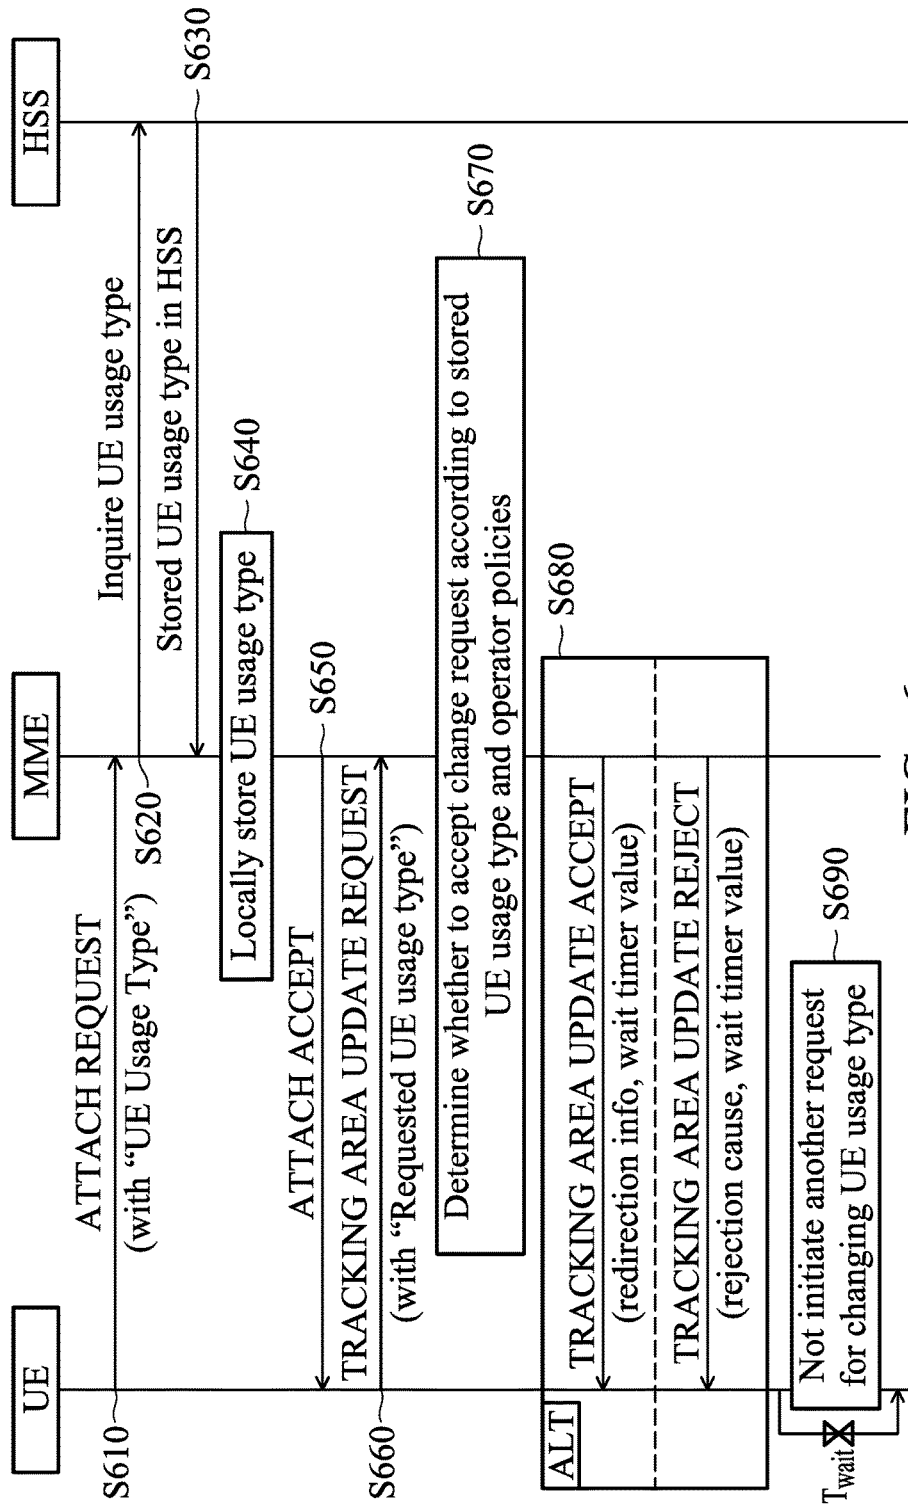 UE
MME
HSS
S610
ATTACH REQUEST
(with “UE Usage Type”)
S620
Inquire UE usage type
Stored UE usage type in HSS
S630
Locally store UE usage type
S640
ATTACH ACCEPT
S650
S660
TRACKING AREA UPDATE REQUEST
(with “Requested UE usage type”)
Determine whether to accept change request according to stored
UE usage type and operator policies
S670
ALT
S680
TRACKING AREA UPDATE ACCEPT
(redirection info, wait timer value)
TRACKING AREA UPDATE REJECT
(rejection cause, wait timer value)
Twait
Not initiate another request
for changing UE usage type
S690